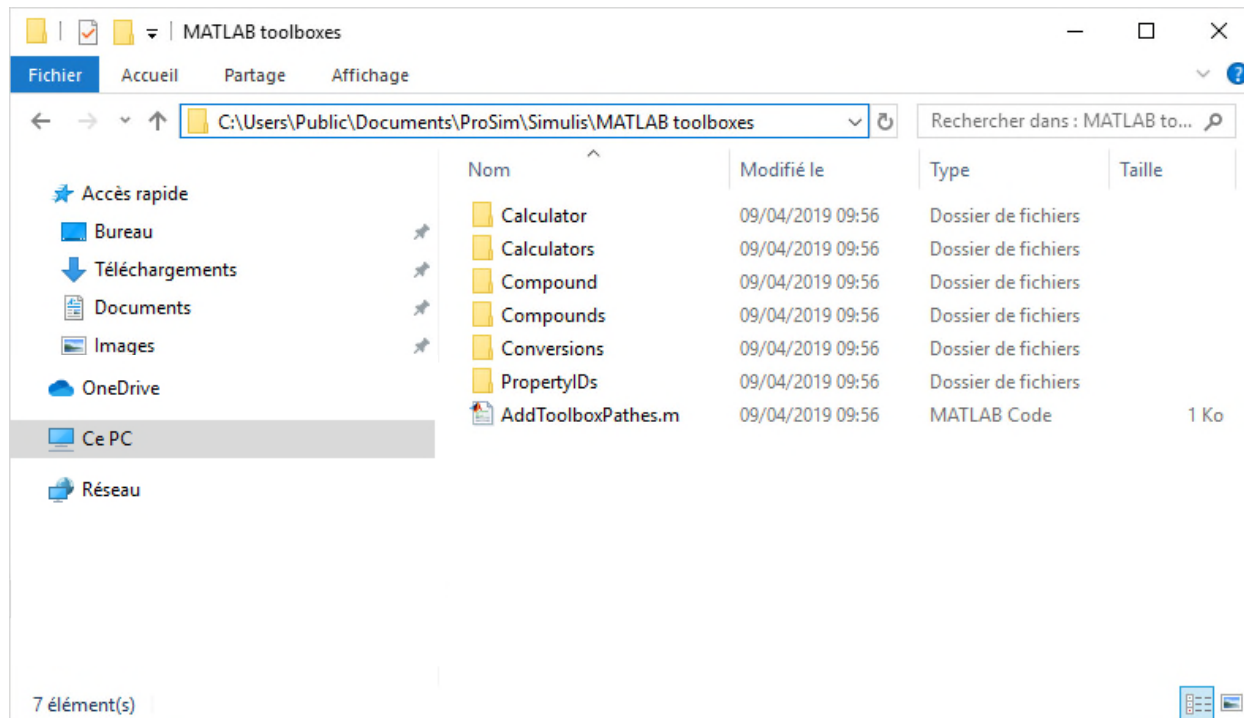 MATLAB toolboxes
Fichier Accueil Partage Affichage
C:\Users\Public\Documents\ProSim\Simulis\MATLAB toolboxes Rechercher dans : MATLAB to...
Nom Modifié le Type Taille
Accès rapide
Bureau
Téléchargements
Documents
Images
OneDrive
Ce PC
Réseau
Calculator 09/04/2019 09:56 Dossier de fichiers
Calculators 09/04/2019 09:56 Dossier de fichiers
Compound 09/04/2019 09:56 Dossier de fichiers
Compounds 09/04/2019 09:56 Dossier de fichiers
Conversions 09/04/2019 09:56 Dossier de fichiers
PropertyIDs 09/04/2019 09:56 Dossier de fichiers
AddToolboxPathes.m 09/04/2019 09:56 MATLAB Code 1 Ko
7 élément(s)